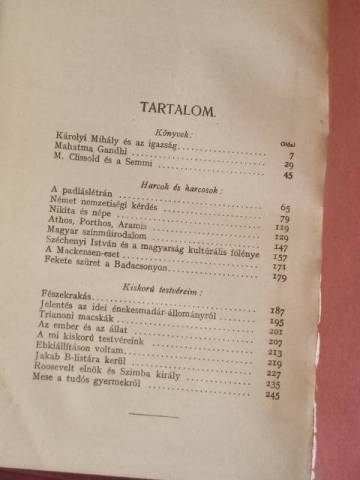 TARTALOM.
Könyvek:
Oldal
Károlyi Mihály és az igazság 7
Mahatma Gandhi 29
M. Clissold és a Semmi 45
Harcok és harcosok:
A padláslétrán 65
Német nemzetiségi kérdés 79
Nikita és népe 119
Athos, Porthos, Aramis 129
Magyar színműirodalom 147
Széchenyi István és a magyarság kultúrális fölénye 157
A Mackensen-eset 171
Fekete szüret a Badacsonyon 179
Kiskorú testvéreim:
Fészekrakás 187
Jelentés az idei énekesmadár-állományról 195
Trianoni macskák 201
Az ember és az állat 207
A mi kiskorú testvéreink 213
Ebkiállításon voltam 219
Jakab B-listára kerül 227
Roosevelt elnök és Szimba király 235
Mese a tudós gyermekről 245